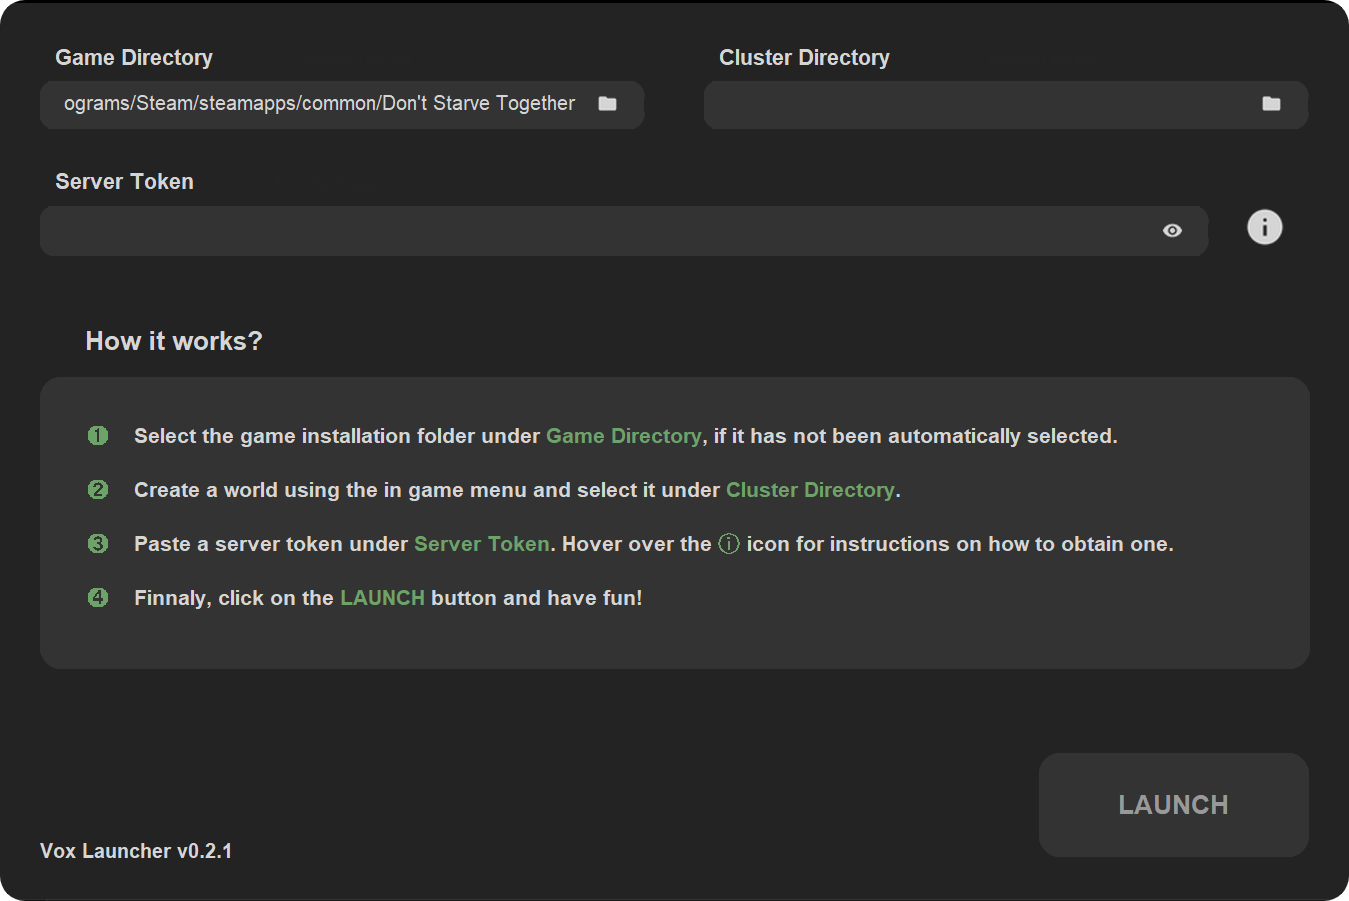 Game Directory
Cluster Directory
ograms/Steam/steamapps/common/Don't Starve Together
Server Token
How it works?
1 Select the game installation folder under Game Directory, if it has not been automatically selected.
2 Create a world using the in game menu and select it under Cluster Directory.
3 Paste a server token under Server Token. Hover over the ⓘ icon for instructions on how to obtain one.
4 Finnaly, click on the LAUNCH button and have fun!
LAUNCH
Vox Launcher v0.2.1